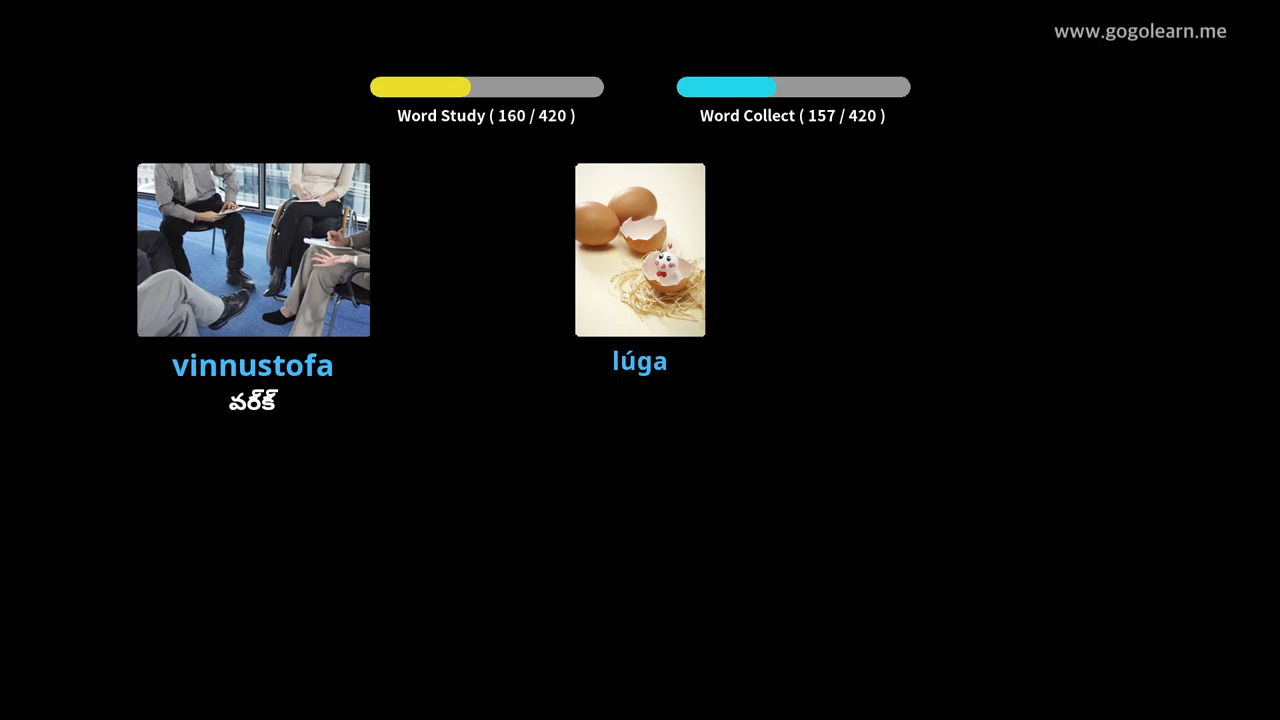 www.gogolearn.me
Word Study ( 160 / 420 )
Word Collect ( 157 / 420 )
vinnustofa
వర్క్
lúga